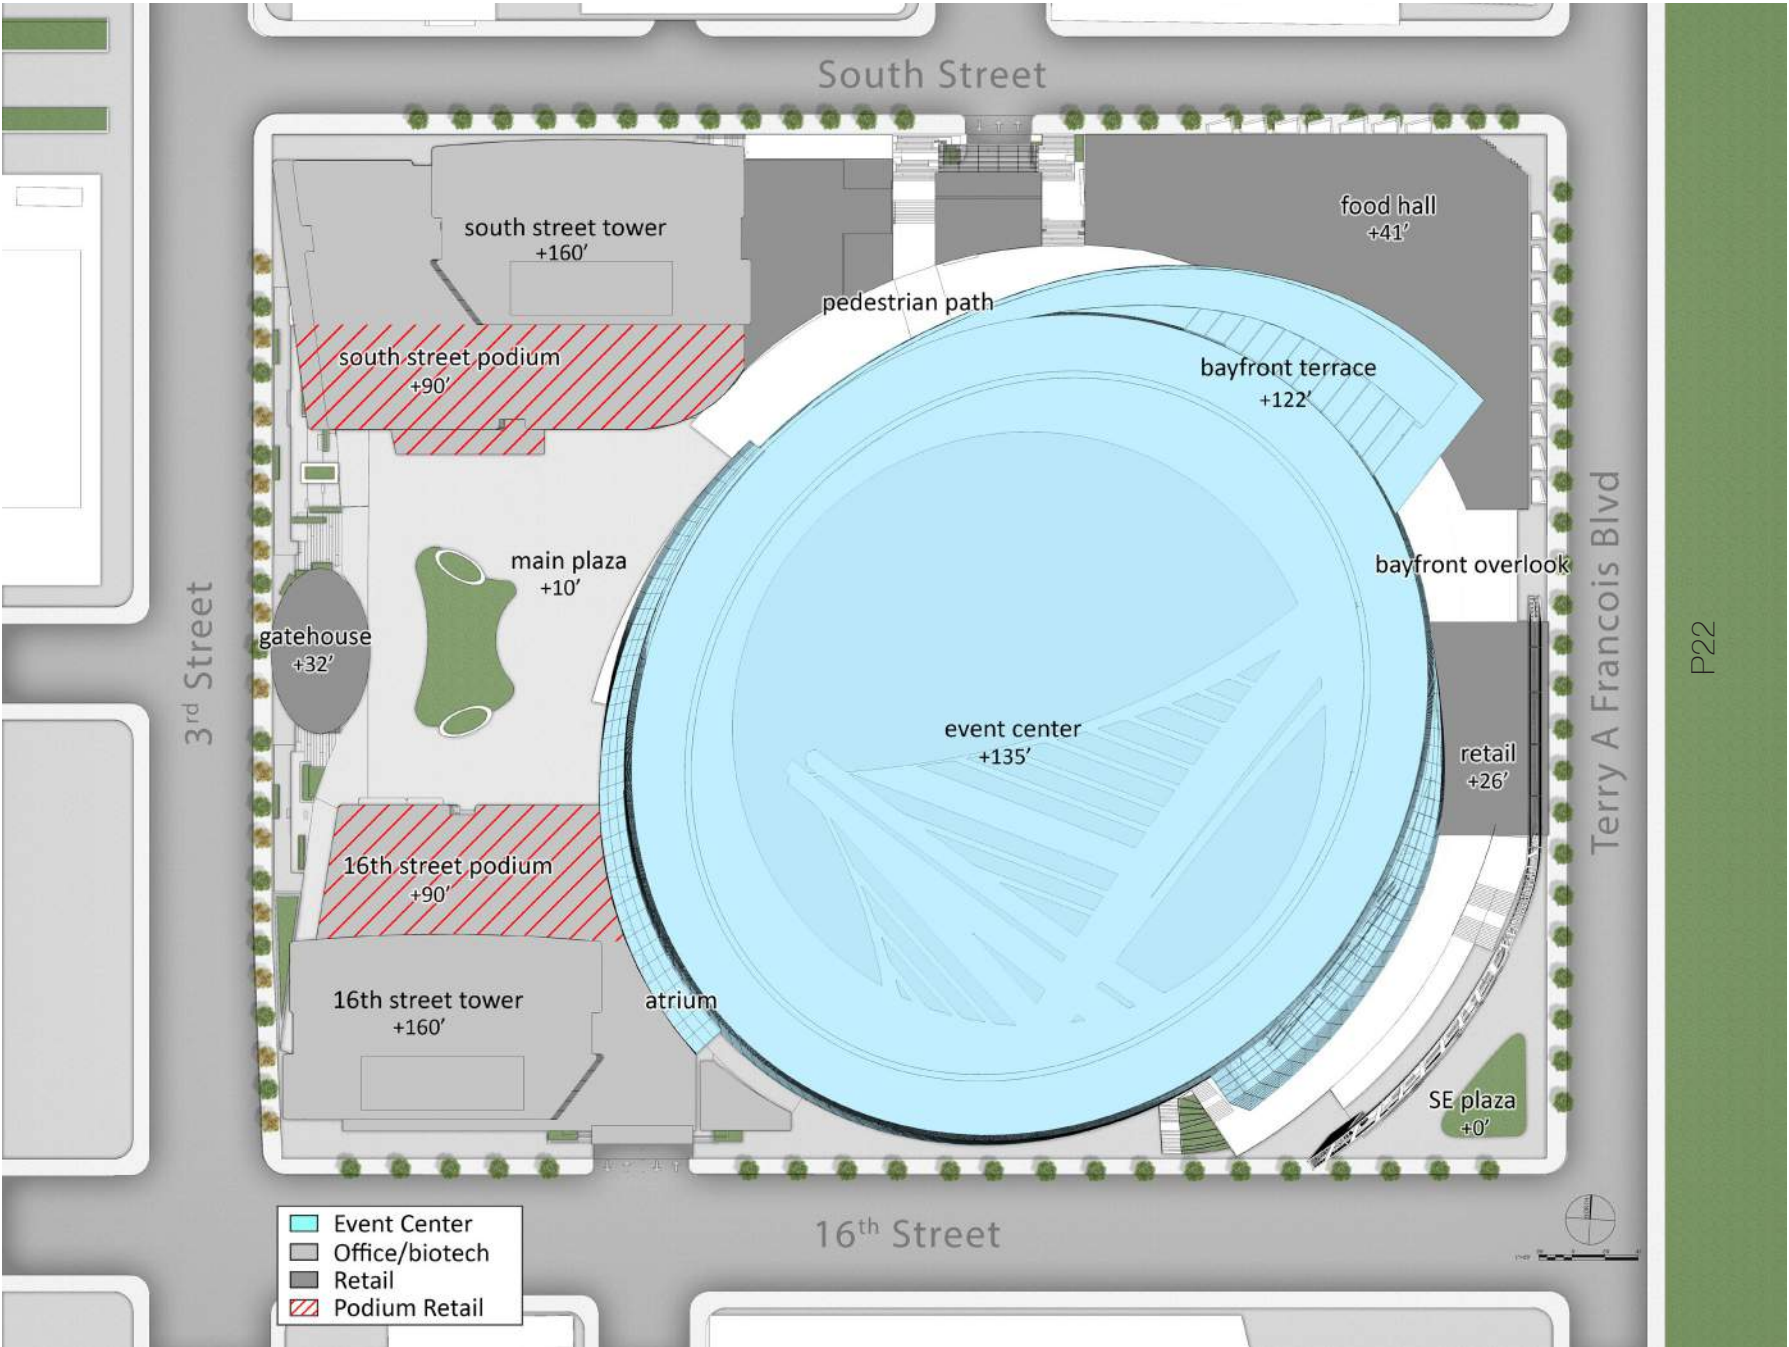 South Street
south street tower
+160'
food hall
+41'
pedestrian path
south street podium
+90'
bayfront terrace
+122'
main plaza
+10'
bayfront overlook
gatehouse
+32'
3rd Street
Terry A Francois Blvd
P22
event center
+135'
retail
+26'
16th street podium
+90'
16th street tower
+160'
atrium
SE plaza
+0'
16th Street
Event Center
Office/biotech
Retail
Podium Retail